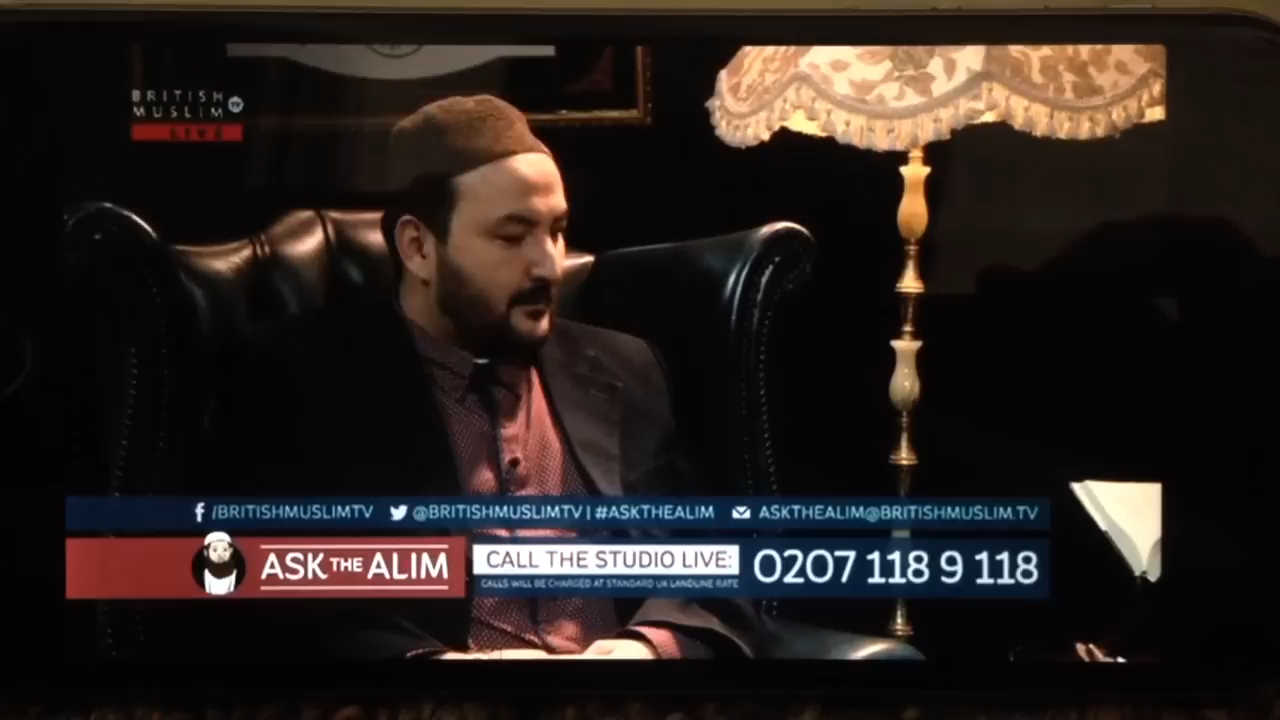 BRITISH
MUSLIM TV
LIVE
/BRITISHMUSLIMTV @BRITISHMUSLIMTV | #ASKTHEALIM ASKTHEALIM@BRITISHMUSLIM.TV
ASK THE ALIM
CALL THE STUDIO LIVE: 0207 118 9 118
CALLS WILL BE CHARGED AT STANDARD UK LANDLINE RATE